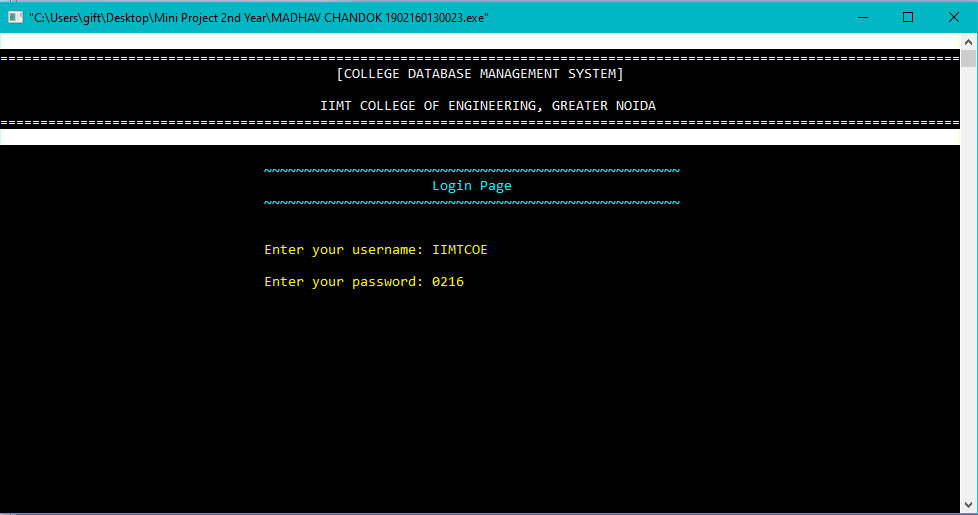 "C:\Users\gift\Desktop\Mini Project 2nd Year\MADHAV CHANDOK 1902160130023.exe"
========================================================================================================================
[COLLEGE DATABASE MANAGEMENT SYSTEM]
IIMT COLLEGE OF ENGINEERING, GREATER NOIDA
========================================================================================================================
~~~~~~~~~~~~~~~~~~~~~~~~~~~~~~~~~~~~~~~~~~~~~~~~~~~~
Login Page
~~~~~~~~~~~~~~~~~~~~~~~~~~~~~~~~~~~~~~~~~~~~~~~~~~~~
Enter your username: IIMTCOE
Enter your password: 0216